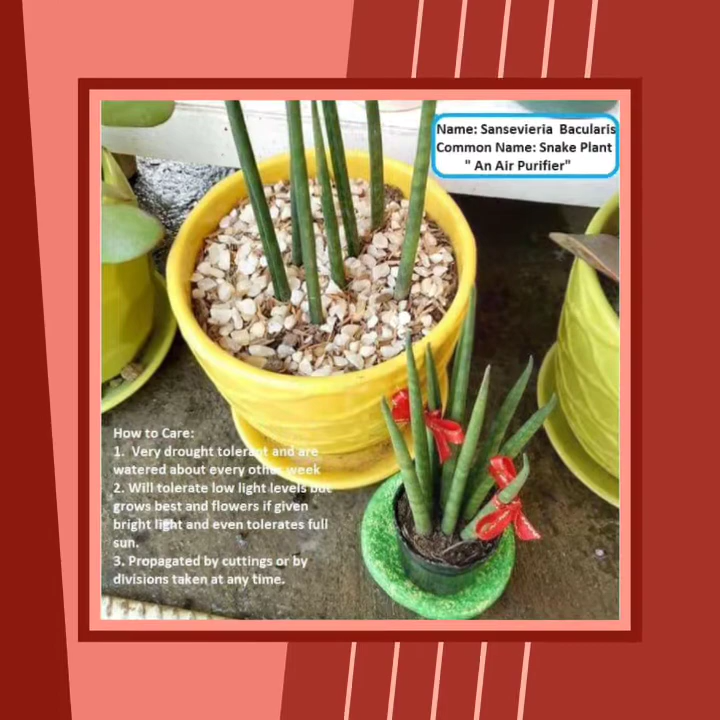 Name: Sansevieria Bacularis
Common Name: Snake Plant
" An Air Purifier"
How to Care:
1. Very drought tolerant and are
watered about every other week
2. Will tolerate low light levels but
grows best and flowers if given
bright light and even tolerates full
sun.
3. Propagated by cuttings or by
divisions taken at any time.